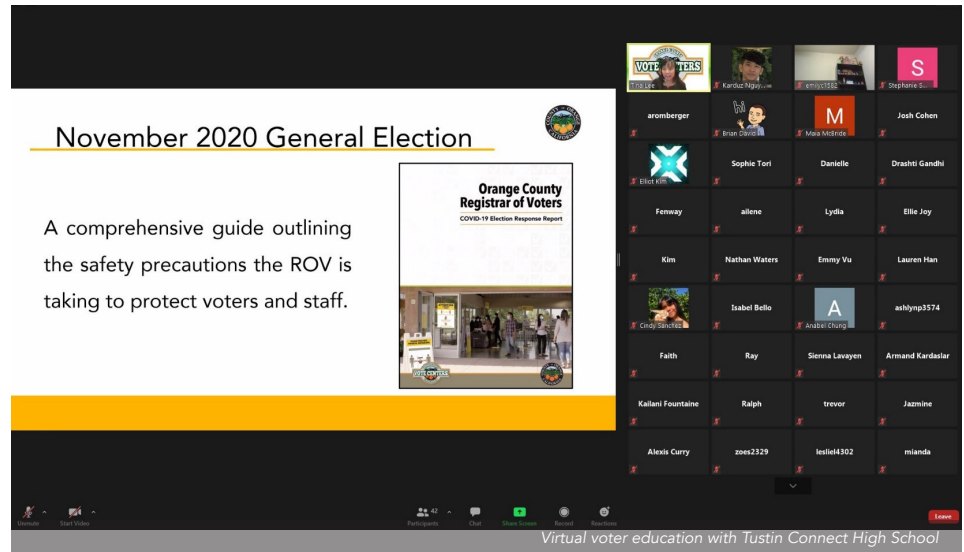 November 2020 General Election
A comprehensive guide outlining
the safety precautions the ROV is
taking to protect voters and staff.
Orange County
Registrar of Voters
COVID-19 Election Response Report
VOTE CENTERS
VOTE TERS
Tina Lee
Karduz Nguy...
emilyc1582
S
Stephanie S...
aromberger
hi
Brian David L
M
Maia McBride
Josh Cohen
Elliot Kim
Sophie Tori
Danielle
Drashti Gandhi
Fenway
ailene
Lydia
Ellie Joy
Kim
Nathan Waters
Emmy Vu
Lauren Han
Cindy Sanchez
Isabel Bello
A
Anabel Chung
ashlynp3574
Faith
Ray
Sienna Lavayen
Armand Kardaslar
Kailani Fountaine
Ralph
trevor
Jazmine
Alexis Curry
zoes2329
lesliel4302
mianda
Unmute
Start Video
Participants
42
Chat
Share Screen
Record
Reactions
Leave
Virtual voter education with Tustin Connect High School